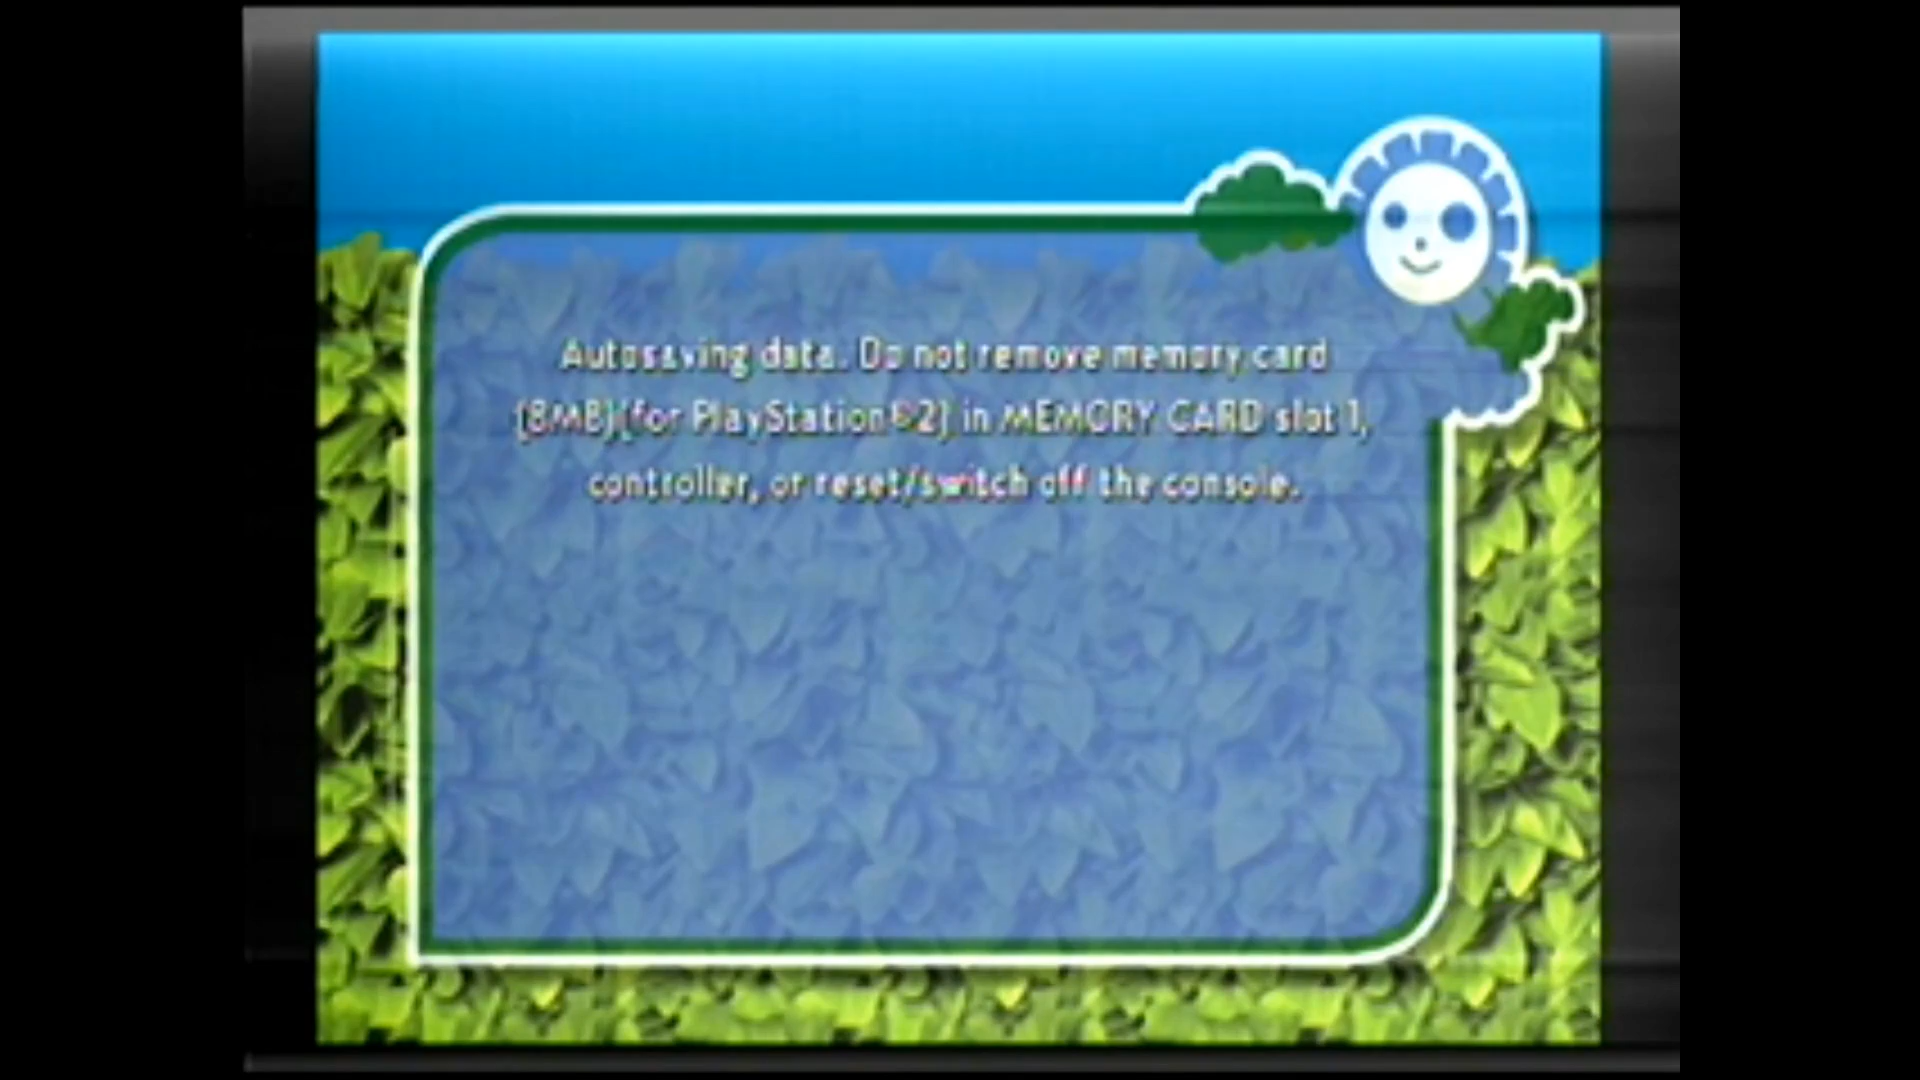 Autosaving data. Do not remove memory card
(8MB)(for PlayStation®2) in MEMORY CARD slot 1,
controller, or reset/switch off the console.